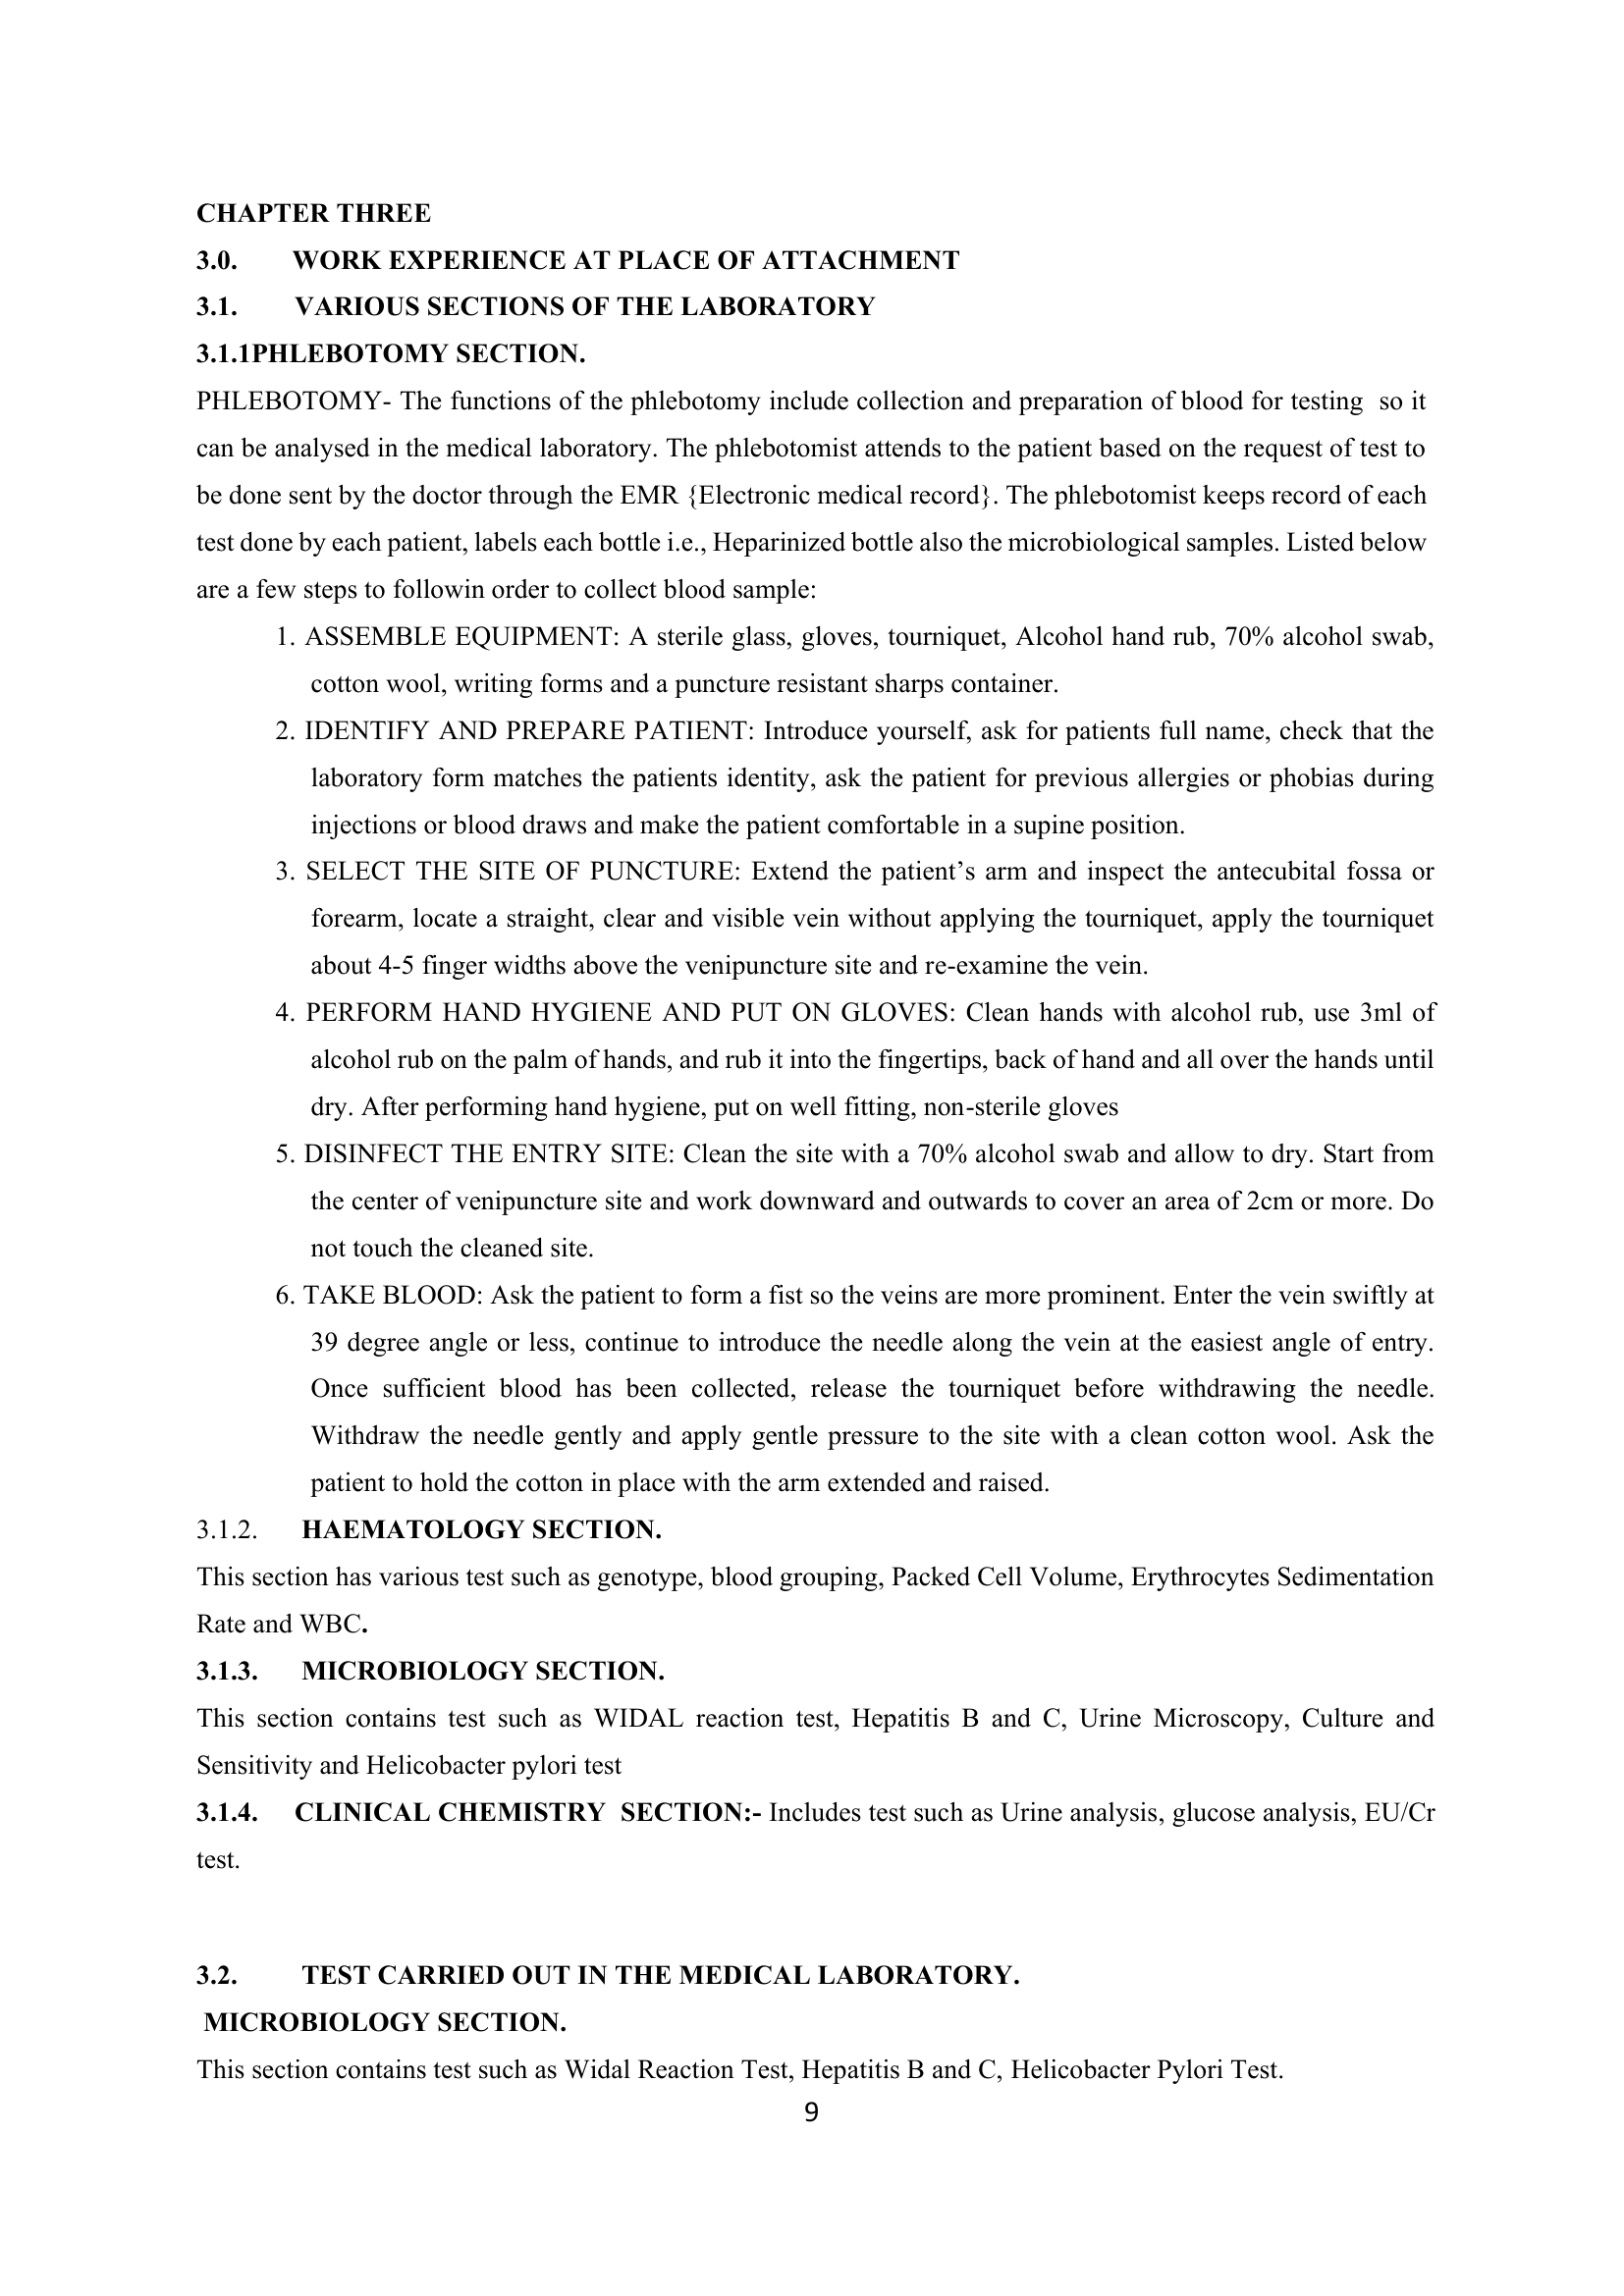 CHAPTER THREE
3.0. WORK EXPERIENCE AT PLACE OF ATTACHMENT
3.1. VARIOUS SECTIONS OF THE LABORATORY
3.1.1PHLEBOTOMY SECTION.
PHLEBOTOMY- The functions of the phlebotomy include collection and preparation of blood for testing so it
can be analysed in the medical laboratory. The phlebotomist attends to the patient based on the request of test to
be done sent by the doctor through the EMR {Electronic medical record}. The phlebotomist keeps record of each
test done by each patient, labels each bottle i.e., Heparinized bottle also the microbiological samples. Listed below
are a few steps to followin order to collect blood sample:
1. ASSEMBLE EQUIPMENT: A sterile glass, gloves, tourniquet, Alcohol hand rub, 70% alcohol swab,
cotton wool, writing forms and a puncture resistant sharps container.
2. IDENTIFY AND PREPARE PATIENT: Introduce yourself, ask for patients full name, check that the
laboratory form matches the patients identity, ask the patient for previous allergies or phobias during
injections or blood draws and make the patient comfortable in a supine position.
3. SELECT THE SITE OF PUNCTURE: Extend the patient’s arm and inspect the antecubital fossa or
forearm, locate a straight, clear and visible vein without applying the tourniquet, apply the tourniquet
about 4-5 finger widths above the venipuncture site and re-examine the vein.
4. PERFORM HAND HYGIENE AND PUT ON GLOVES: Clean hands with alcohol rub, use 3ml of
alcohol rub on the palm of hands, and rub it into the fingertips, back of hand and all over the hands until
dry. After performing hand hygiene, put on well fitting, non-sterile gloves
5. DISINFECT THE ENTRY SITE: Clean the site with a 70% alcohol swab and allow to dry. Start from
the center of venipuncture site and work downward and outwards to cover an area of 2cm or more. Do
not touch the cleaned site.
6. TAKE BLOOD: Ask the patient to form a fist so the veins are more prominent. Enter the vein swiftly at
39 degree angle or less, continue to introduce the needle along the vein at the easiest angle of entry.
Once sufficient blood has been collected, release the tourniquet before withdrawing the needle.
Withdraw the needle gently and apply gentle pressure to the site with a clean cotton wool. Ask the
patient to hold the cotton in place with the arm extended and raised.
3.1.2. HAEMATOLOGY SECTION.
This section has various test such as genotype, blood grouping, Packed Cell Volume, Erythrocytes Sedimentation
Rate and WBC.
3.1.3. MICROBIOLOGY SECTION.
This section contains test such as WIDAL reaction test, Hepatitis B and C, Urine Microscopy, Culture and
Sensitivity and Helicobacter pylori test
3.1.4. CLINICAL CHEMISTRY SECTION:- Includes test such as Urine analysis, glucose analysis, EU/Cr
test.
3.2. TEST CARRIED OUT IN THE MEDICAL LABORATORY.
MICROBIOLOGY SECTION.
This section contains test such as Widal Reaction Test, Hepatitis B and C, Helicobacter Pylori Test.
9